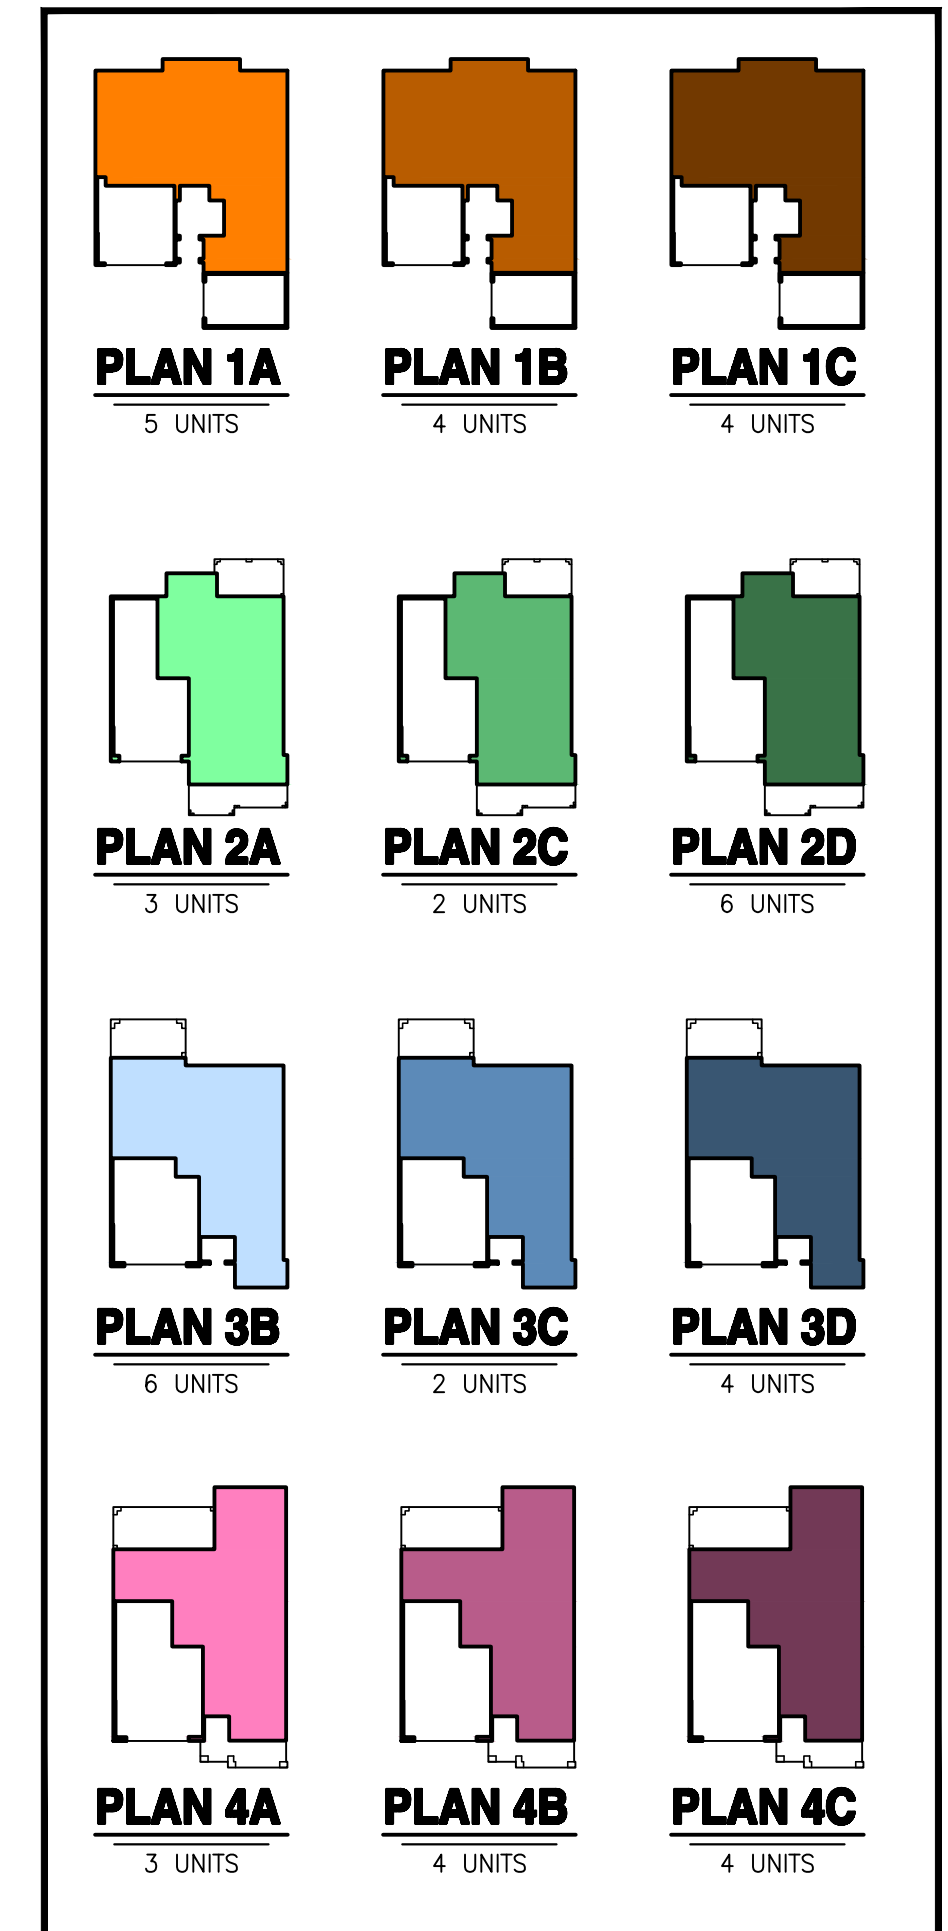 PLAN 1A PLAN 1B PLAN 1C
5 UNITS 4 UNITS 4 UNITS
PLAN 2A PLAN 2C PLAN 2D
3 UNITS 2 UNITS 6 UNITS
PLAN 3B PLAN 3C PLAN 3D
6 UNITS 2 UNITS 4 UNITS
PLAN 4A PLAN 4B PLAN 4C
3 UNITS 4 UNITS 4 UNITS